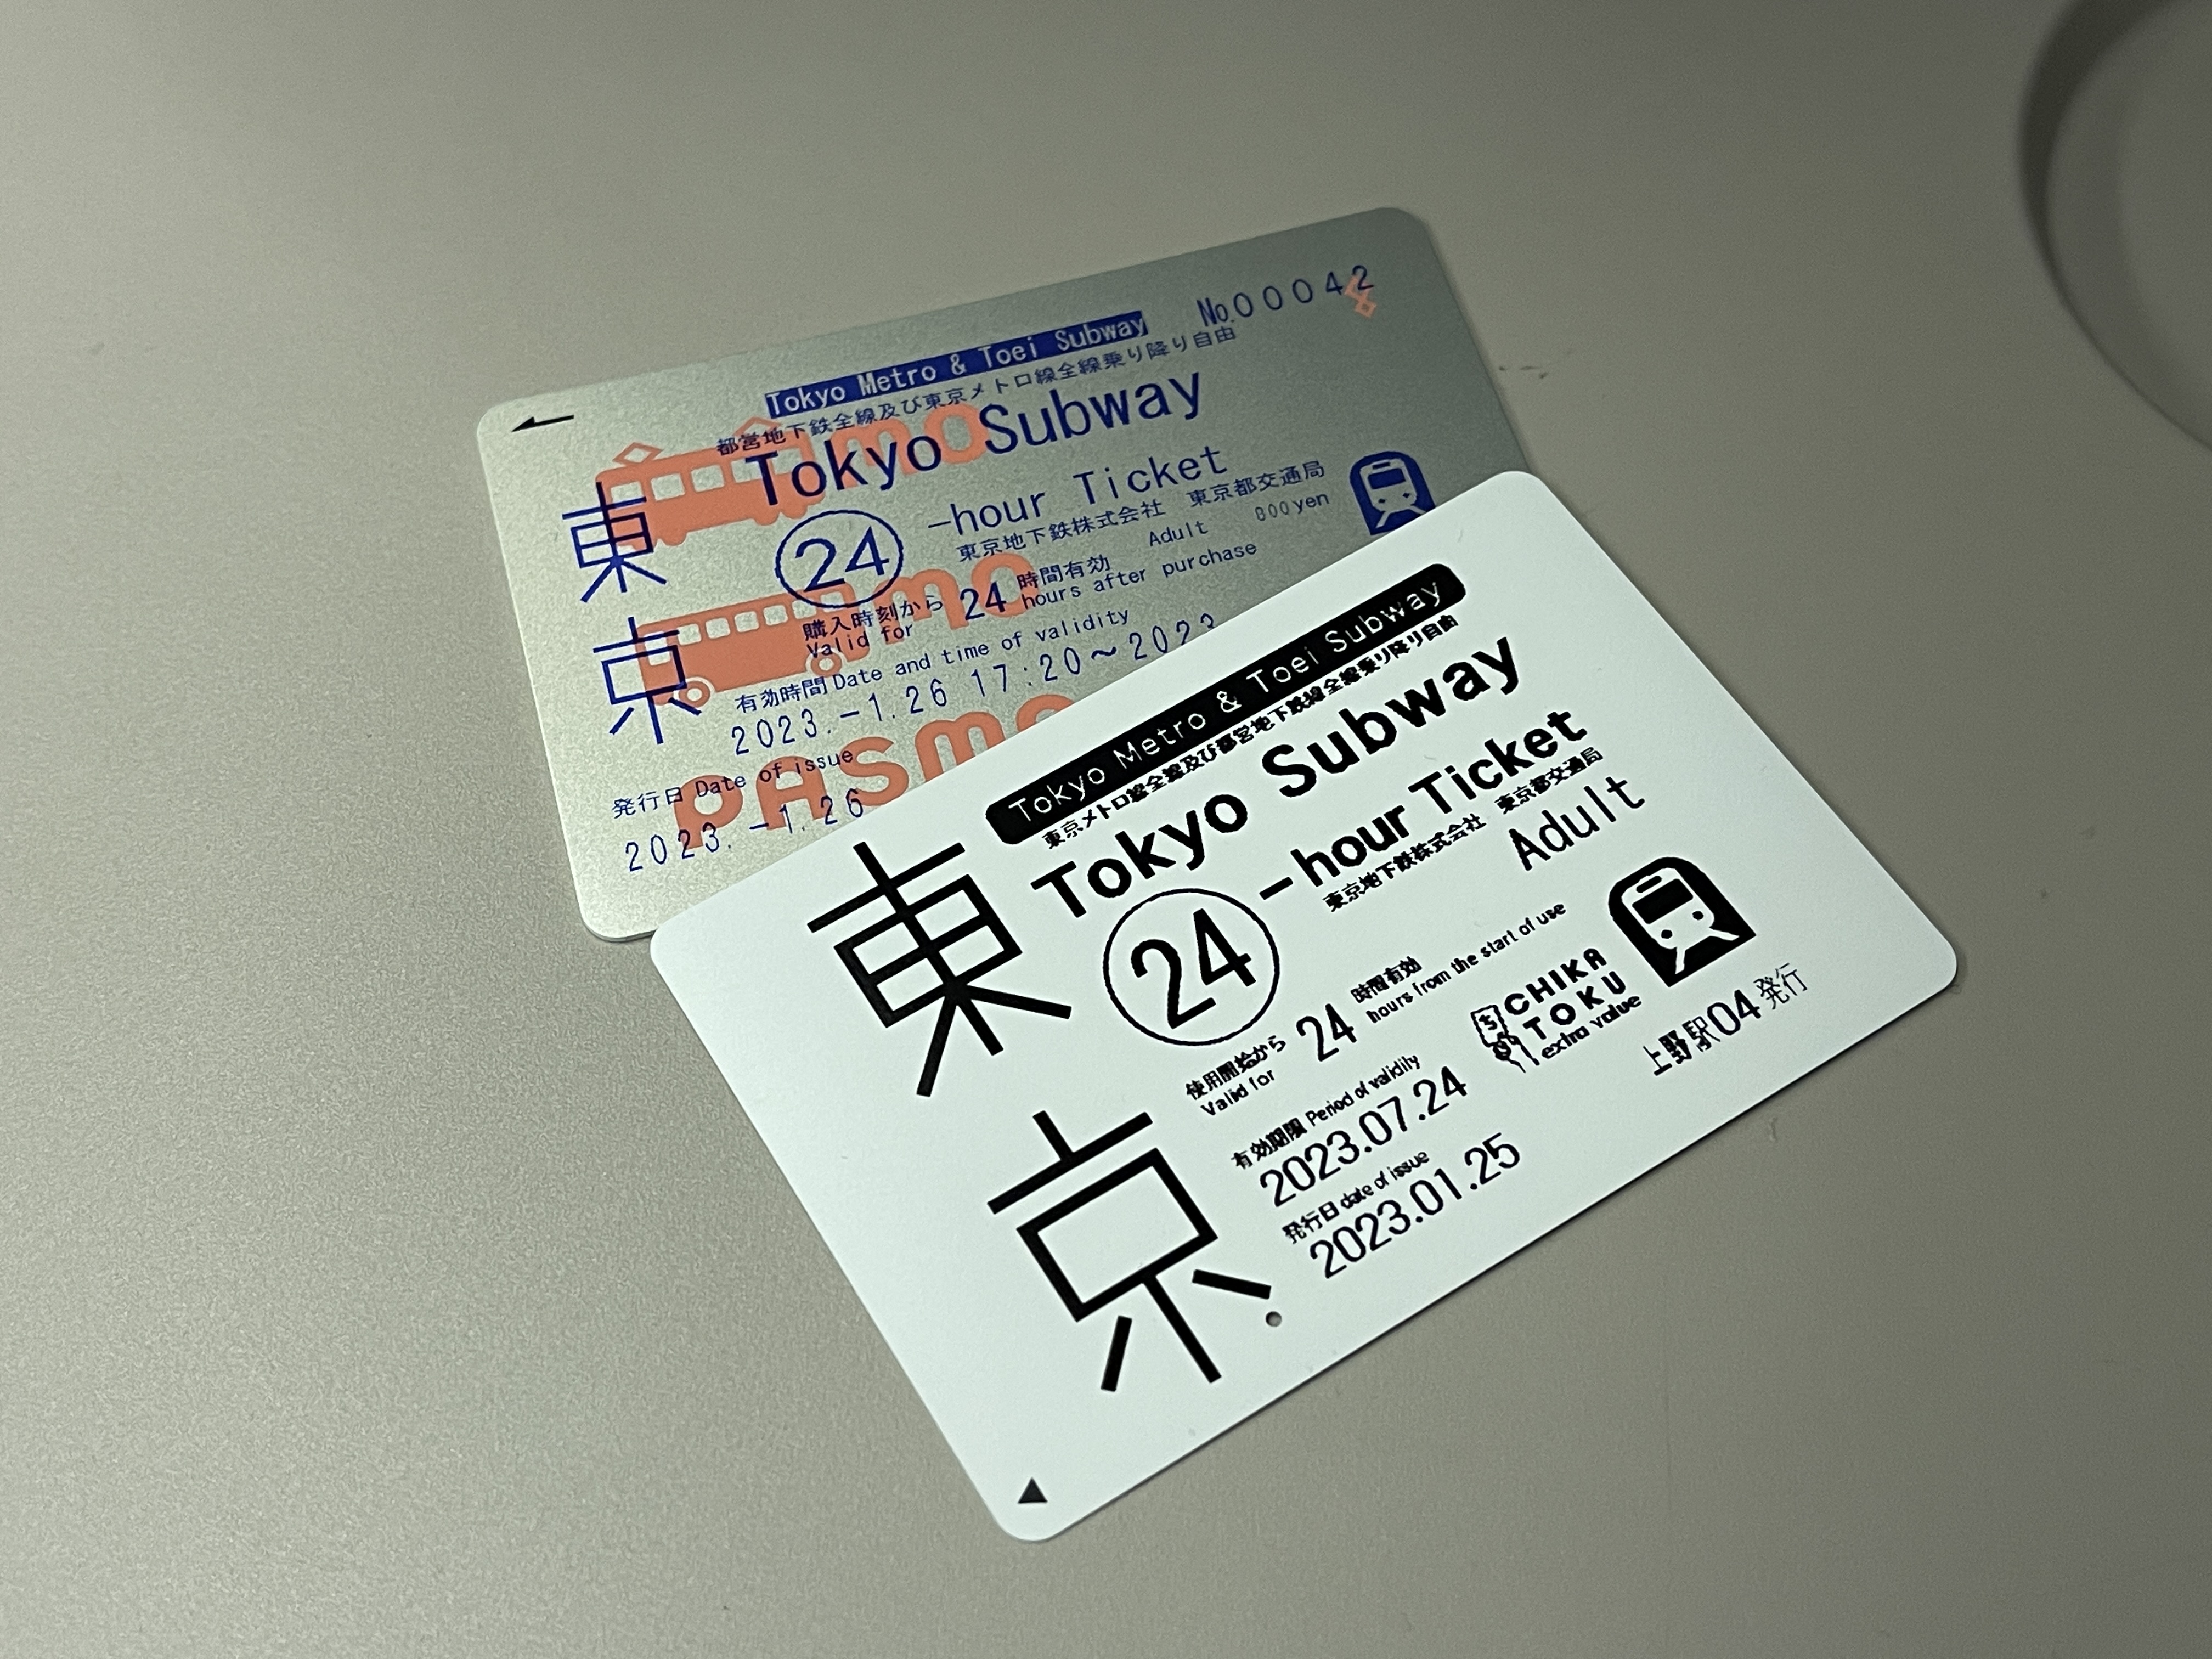 No.00042
Tokyo Metro & Toei Subway
都営地下鉄全線及び東京メトロ線全線乗り降り自由
Tokyo Subway
24 -hour Ticket
東京地下鉄株式会社 東京都交通局
Adult 800yen
東京
購入時刻から 24 時間有効
Valid for hours after purchase
有効時間 Date and time of validity
2023.-1.26 17:20~2023
発行日 Date of issue
2023.-1.26
PASMO
Tokyo Metro & Toei Subway
東京メトロ線全線及び都営地下鉄線全線乗り降り自由
Tokyo Subway
24 -hour Ticket
東京地下鉄株式会社 東京都交通局
Adult
東京
使用開始から 24 時間有効
Valid for hours from the start of use
有効期限 Period of validity
2023.07.24
発行日 date of issue
2023.01.25
CHIKA
TOKU
extra value
上野駅04発行